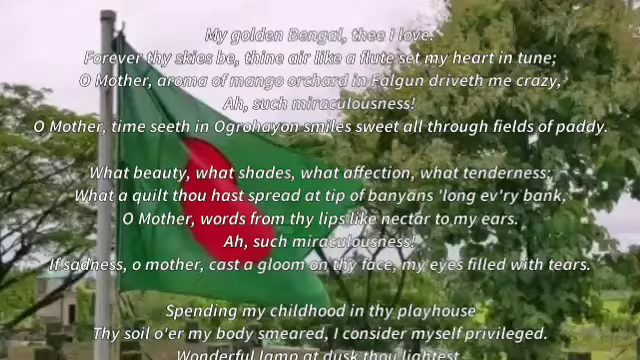 My golden Bengal, thee I love.
Forever thy skies be, thine air like a flute set my heart in tune;
O Mother, aroma of mango orchard in Falgun driveth me crazy,
Ah, such miraculousness!
O Mother, time seeth in Ogrohayon smiles sweet all through fields of paddy.
What beauty, what shades, what affection, what tenderness;
What a quilt thou hast spread at tip of banyans 'long ev'ry bank,
O Mother, words from thy lips like nectar to my ears.
Ah, such miraculousness!
If sadness, o mother, cast a gloom on thy face, my eyes filled with tears.
Spending my childhood in thy playhouse
Thy soil o'er my body smeared, I consider myself privileged.
Wonderful lamp at dusk thou lightest